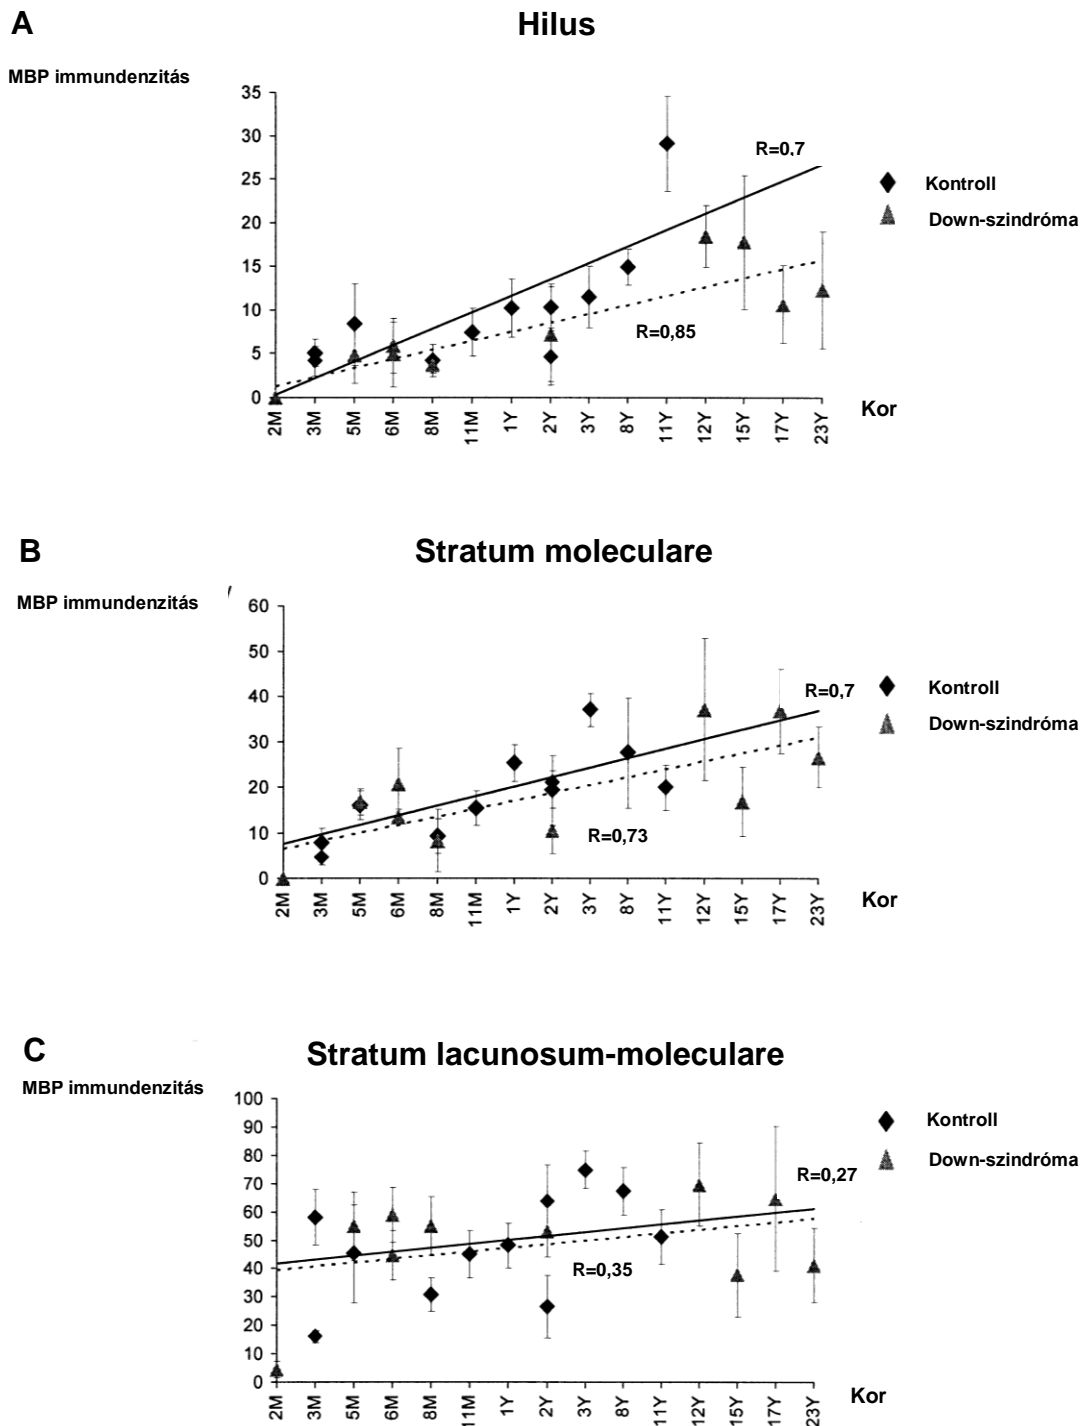 A
Hilus
MBP immundenzitás
35
30
25
20
15
10
5
0
R=0,7
R=0,85
Kontroll
Down-szindróma
2M 3M 5M 6M 8M 11M 1Y 2Y 3Y 8Y 11Y 12Y 15Y 17Y 23Y
Kor
B
Stratum moleculare
MBP immundenzitás
60
50
40
30
20
10
0
R=0,7
R=0,73
Kontroll
Down-szindróma
2M 3M 5M 6M 8M 11M 1Y 2Y 3Y 8Y 11Y 12Y 15Y 17Y 23Y
Kor
C
Stratum lacunosum-moleculare
MBP immundenzitás
100
90
80
70
60
50
40
30
20
10
0
R=0,27
R=0,35
Kontroll
Down-szindróma
2M 3M 5M 6M 8M 11M 1Y 2Y 3Y 8Y 11Y 12Y 15Y 17Y 23Y
Kor